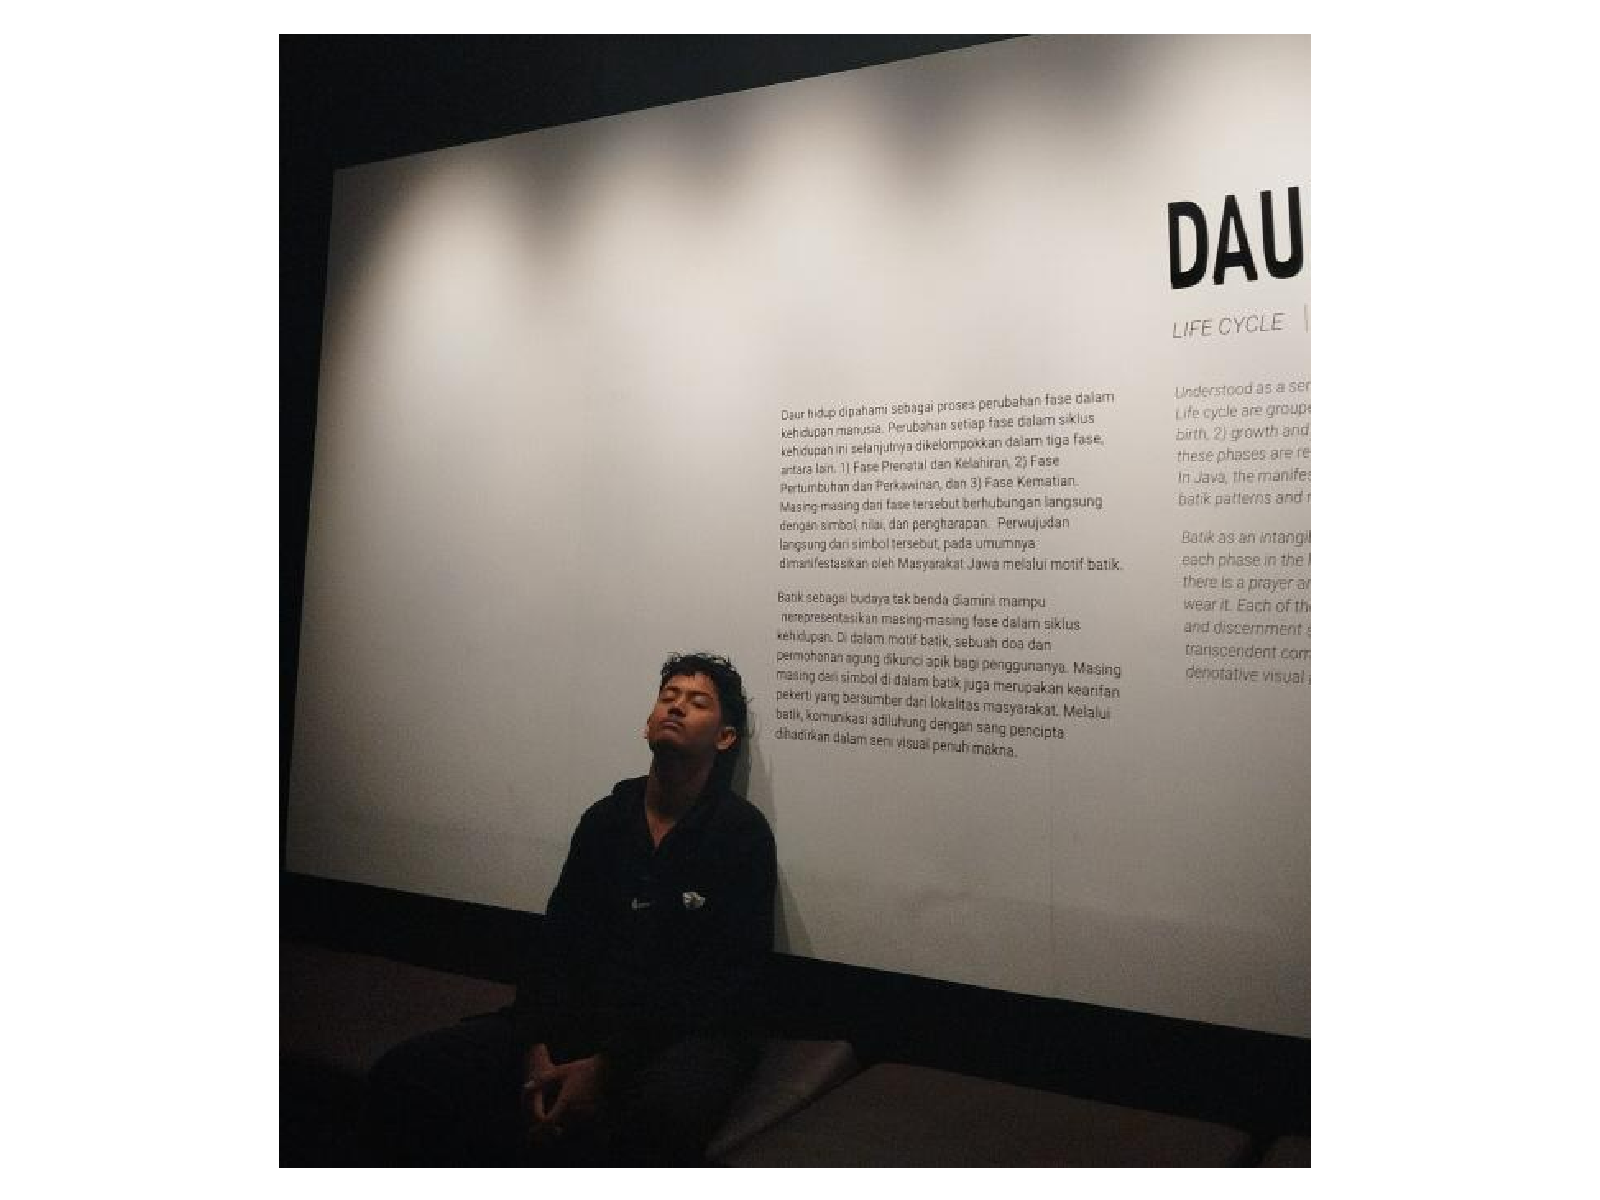 DAU
LIFE CYCLE |
Daur hidup dipahami sebagai proses perubahan fase dalam
kehidupan manusia. Perubahan setiap fase dalam siklus
kehidupan ini selanjutnya dikelompokkan dalam tiga fase,
antara lain. 1) Fase Prenatal dan Kelahiran, 2) Fase
Pertumbuhan dan Perkawinan, dan 3) Fase Kematian.
Masing-masing dari fase tersebut berhubungan langsung
dengan simbol, nilai, dan pengharapan. Perwujudan
langsung dari simbol tersebut, pada umumnya
dimanifestasikan oleh Masyarakat Jawa melalui motif batik.
Batik sebagai budaya tak benda diamini mampu
merepresentasikan masing-masing fase dalam siklus
kehidupan. Di dalam motif batik, sebuah doa dan
permohonan agung dikunci apik bagi penggunanya. Masing
masing dari simbol di dalam batik juga merupakan kearifan
pekerti yang bersumber dari lokalitas masyarakat. Melalui
batik, komunikasi adiluhung dengan sang pencipta
dihadirkan dalam seni visual penuh makna.
Understood as a ser
Life cycle are groupe
birth, 2) growth and
these phases are re
In Java, the manifes
batik patterns and
Batik as an intangib
each phase in the
there is a prayer an
wear it. Each of the
and discernment s
transcendent com
denotative visual